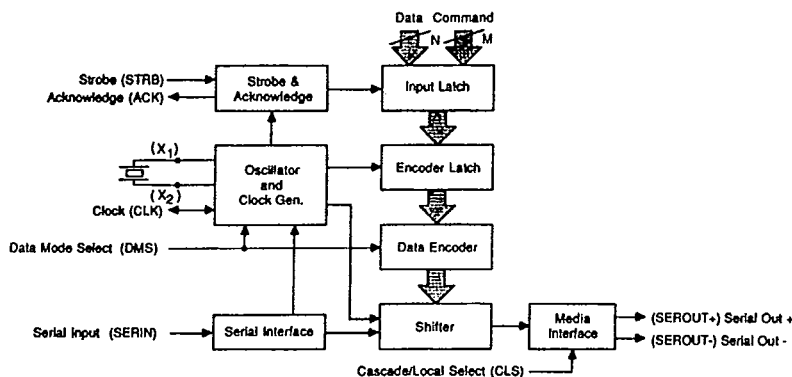 Data Command
N M
Strobe (STRB)
Acknowledge (ACK)
Strobe &
Acknowledge
Input Latch
(X1)
(X2)
Oscillator
and
Clock Gen.
Encoder Latch
Clock (CLK)
Data Mode Select (DMS)
Data Encoder
Serial Input (SERIN)
Serial Interface
Shifter
Media
Interface
(SEROUT+) Serial Out +
(SEROUT-) Serial Out -
Cascade/Local Select (CLS)